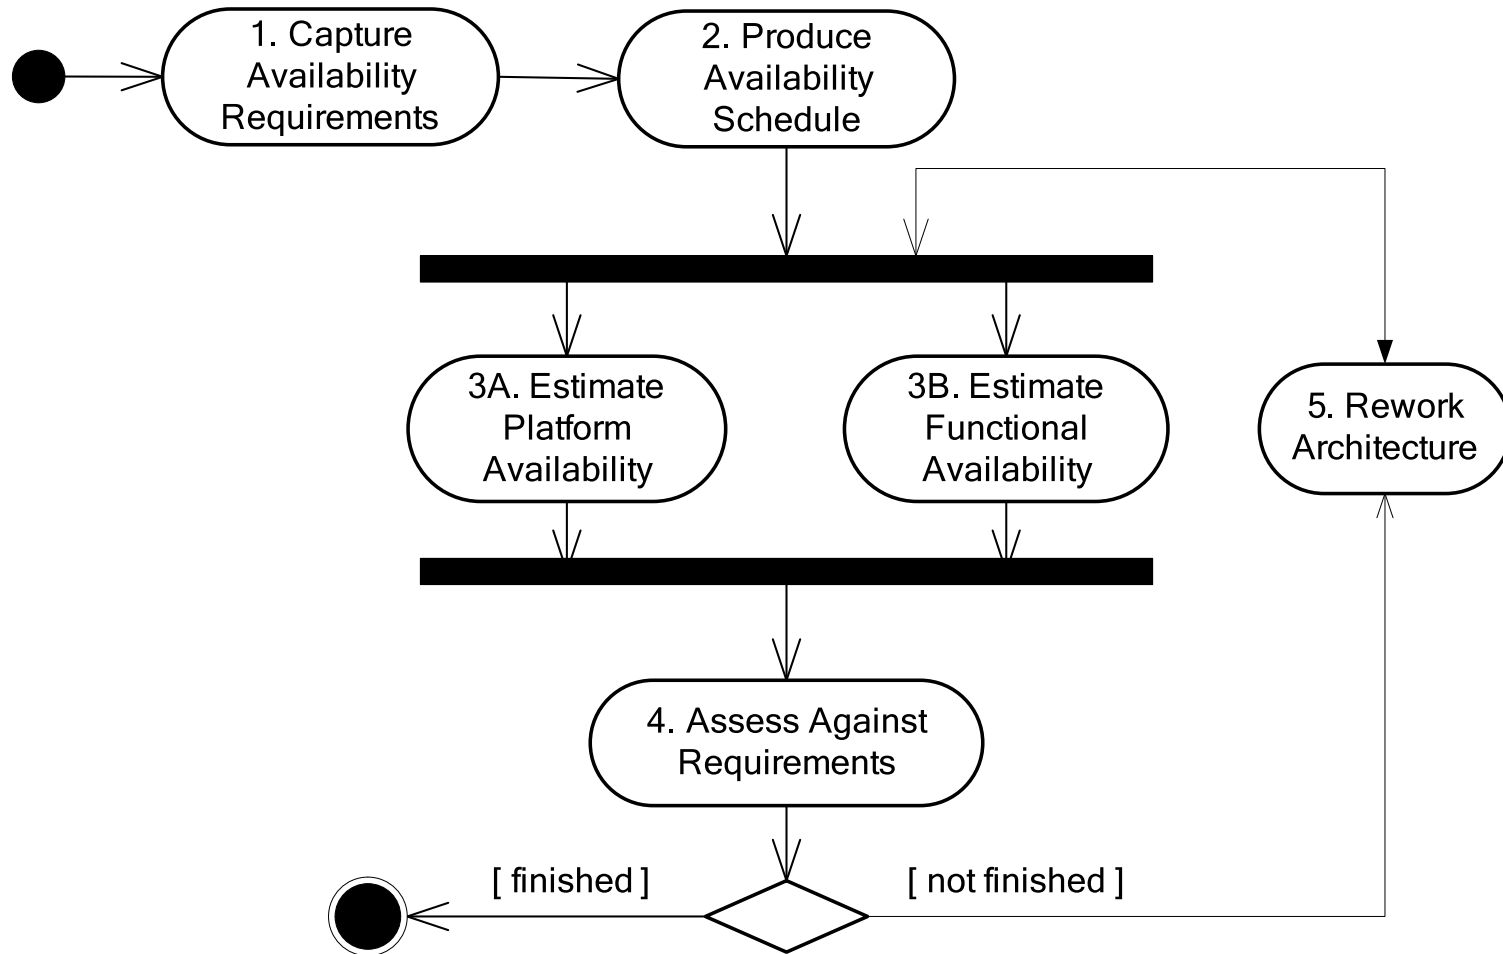 1. Capture
Availability
Requirements
2. Produce
Availability
Schedule
3A. Estimate
Platform
Availability
3B. Estimate
Functional
Availability
5. Rework
Architecture
4. Assess Against
Requirements
[ finished ]
[ not finished ]